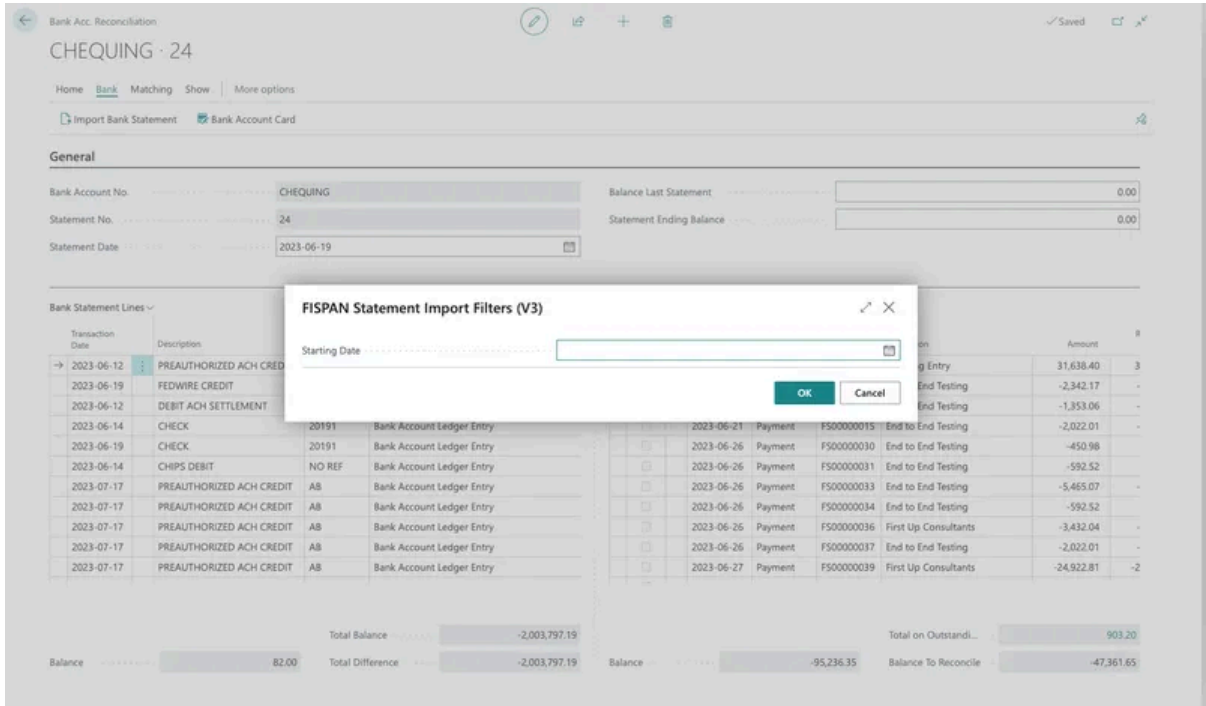 Bank Acc. Reconciliation
Saved
CHEQUING · 24
Home Bank Matching Show More options
Import Bank Statement Bank Account Card
General
Bank Account No. CHEQUING Balance Last Statement 0.00
Statement No. 24 Statement Ending Balance 0.00
Statement Date 2023-06-19
FISPAN Statement Import Filters (V3)
Starting Date
OK Cancel
Bank Statement Lines
Transaction Date Description Amount
2023-06-12 PREAUTHORIZED ACH CRED g Entry 31,638.40 3
2023-06-19 FEDWIRE CREDIT End Testing -2,342.17 -
2023-06-12 DEBIT ACH SETTLEMENT End Testing -1,353.06 -
2023-06-14 CHECK 20191 Bank Account Ledger Entry 2023-06-21 Payment FS00000015 End to End Testing -2,022.01 -
2023-06-19 CHECK 20191 Bank Account Ledger Entry 2023-06-26 Payment FS00000030 End to End Testing -450.98
2023-06-14 CHIPS DEBIT NO REF Bank Account Ledger Entry 2023-06-26 Payment FS00000031 End to End Testing -592.52
2023-07-17 PREAUTHORIZED ACH CREDIT AB Bank Account Ledger Entry 2023-06-26 Payment FS00000033 End to End Testing -5,465.07 -
2023-07-17 PREAUTHORIZED ACH CREDIT AB Bank Account Ledger Entry 2023-06-26 Payment FS00000034 End to End Testing -592.52
2023-07-17 PREAUTHORIZED ACH CREDIT AB Bank Account Ledger Entry 2023-06-26 Payment FS00000036 First Up Consultants -3,432.04 -
2023-07-17 PREAUTHORIZED ACH CREDIT AB Bank Account Ledger Entry 2023-06-26 Payment FS00000037 End to End Testing -2,022.01 -
2023-07-17 PREAUTHORIZED ACH CREDIT AB Bank Account Ledger Entry 2023-06-27 Payment FS00000039 First Up Consultants -24,922.81 -2
Total Balance -2,003,797.19 Total on Outstandi... 903.20
Balance 82.00 Total Difference -2,003,797.19 Balance -95,236.35 Balance To Reconcile -47,361.65